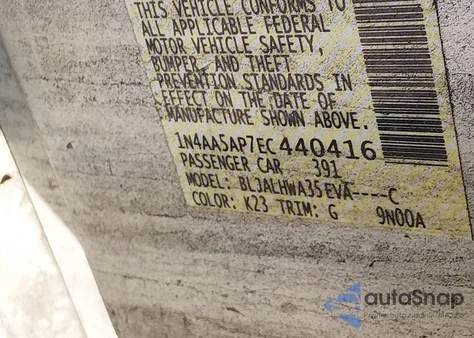 THIS VEHICLE CONFORMS TO
ALL APPLICABLE FEDERAL
MOTOR VEHICLE SAFETY,
BUMPER, AND THEFT
PREVENTION STANDARDS IN
EFFECT ON THE DATE OF
MANUFACTURE SHOWN ABOVE.
1N4AA5AP7EC440416
PASSENGER CAR 391
MODEL: BLJALHWA35EVA----C
COLOR: K23 TRIM: G 9N00A
autoSnap